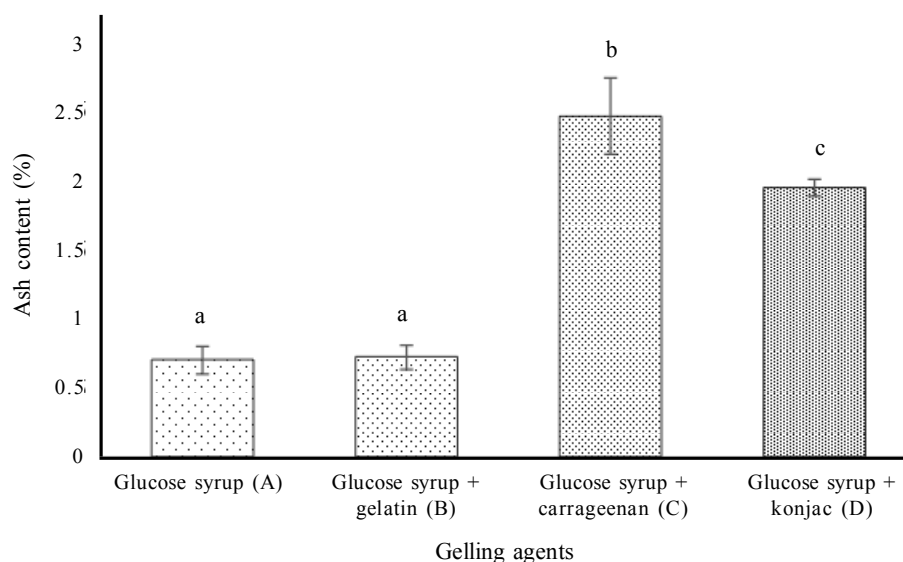 3
b
2.5
c
2
1.5
Ash content (%)
1
a
a
0.5
0
Glucose syrup (A)
Glucose syrup +
gelatin (B)
Glucose syrup +
carrageenan (C)
Glucose syrup +
konjac (D)
Gelling agents